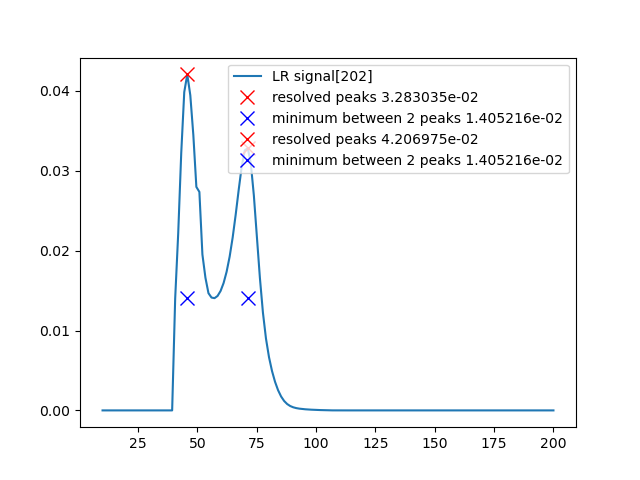 LR signal[202]
resolved peaks 3.283035e-02
minimum between 2 peaks 1.405216e-02
resolved peaks 4.206975e-02
minimum between 2 peaks 1.405216e-02
0.04
0.03
0.02
0.01
0.00
25 50 75 100 125 150 175 200